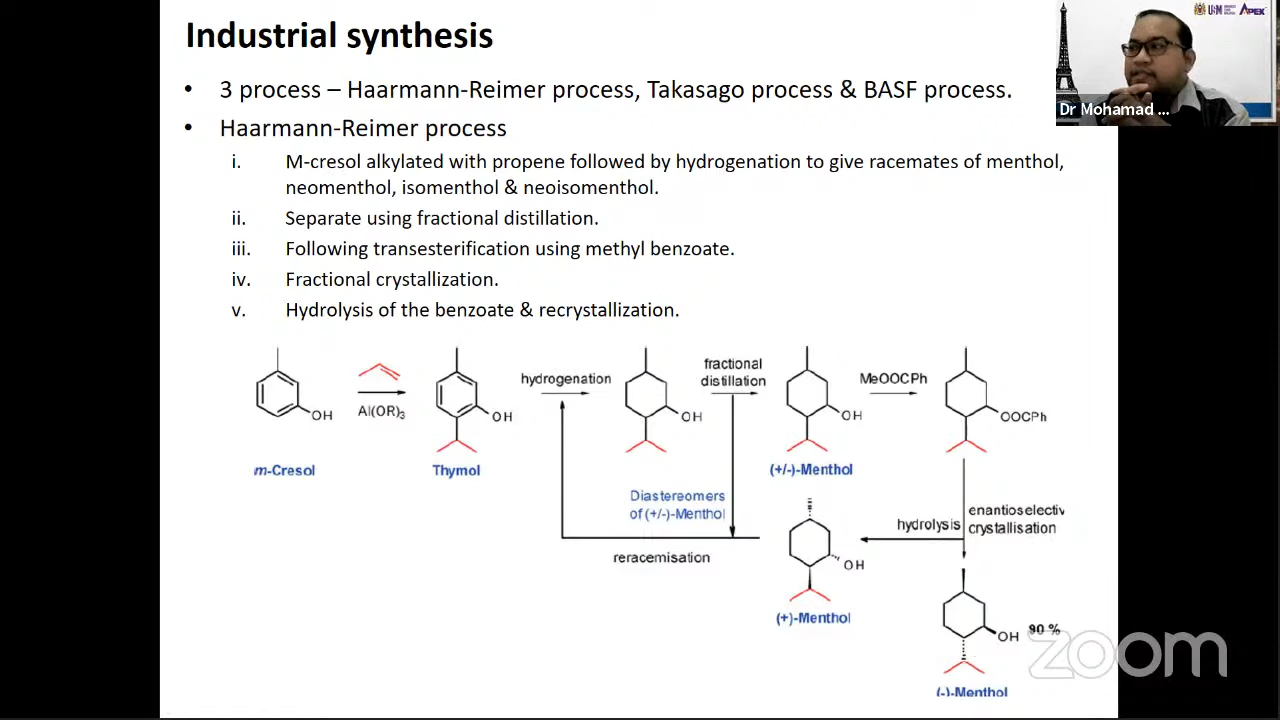 Industrial synthesis
• 3 process – Haarmann-Reimer process, Takasago process & BASF process.
• Haarmann-Reimer process
i. M-cresol alkylated with propene followed by hydrogenation to give racemates of menthol,
neomenthol, isomenthol & neoisomenthol.
ii. Separate using fractional distillation.
iii. Following transesterification using methyl benzoate.
iv. Fractional crystallization.
v. Hydrolysis of the benzoate & recrystallization.
OH
m-Cresol
Al(OR)3
OH
Thymol
hydrogenation
OH
fractional
distillation
OH
(+/-)-Menthol
MeOOCPh
OOCPh
Diastereomers
of (+/-)-Menthol
reracemisation
OH
(+)-Menthol
hydrolysis
enantioselectiv
crystallisation
OH
90 %
(-)-Menthol
USM
APEX
Dr Mohamad ...
zoom